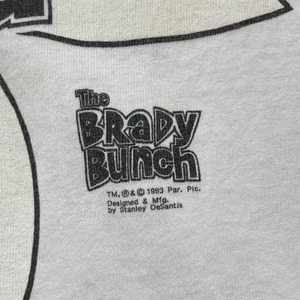 The
BRaDY
BuNCH
TM, ® & © 1993 Par. Pic.
Designed & Mfg.
by Stanley DeSantis